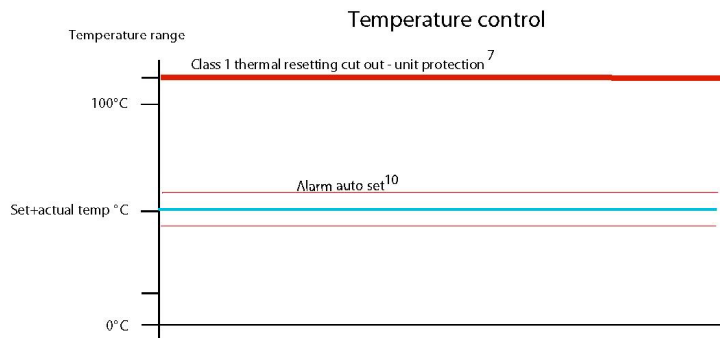 Temperature control
Temperature range
Class 1 thermal resetting cut out - unit protection 7
100°C
Alarm auto set10
Set+actual temp °C
0°C